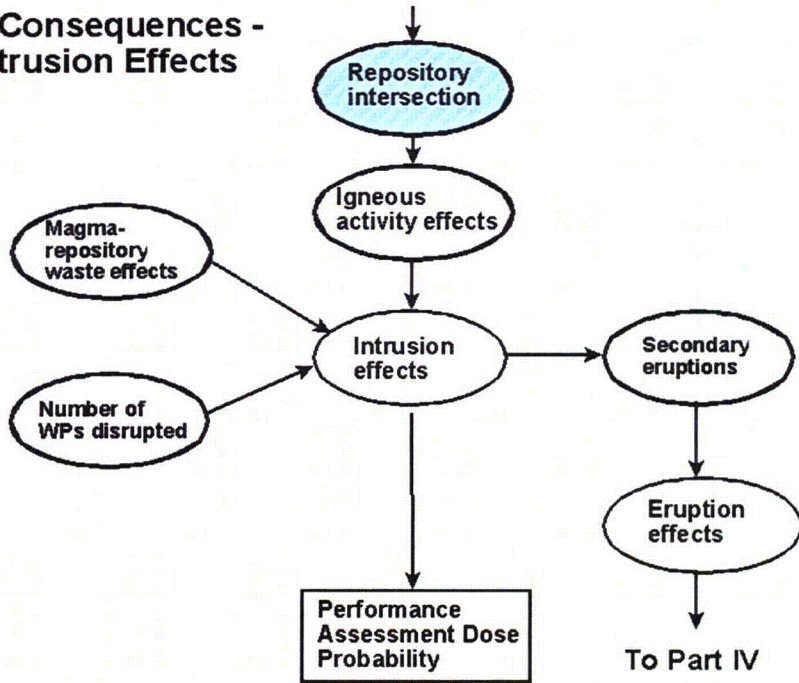 Consequences -
trusion Effects
Repository
intersection
Igneous
activity effects
Magma-
repository
waste effects
Intrusion
effects
Secondary
eruptions
Number of
WPs disrupted
Eruption
effects
Performance
Assessment Dose
Probability
To Part IV